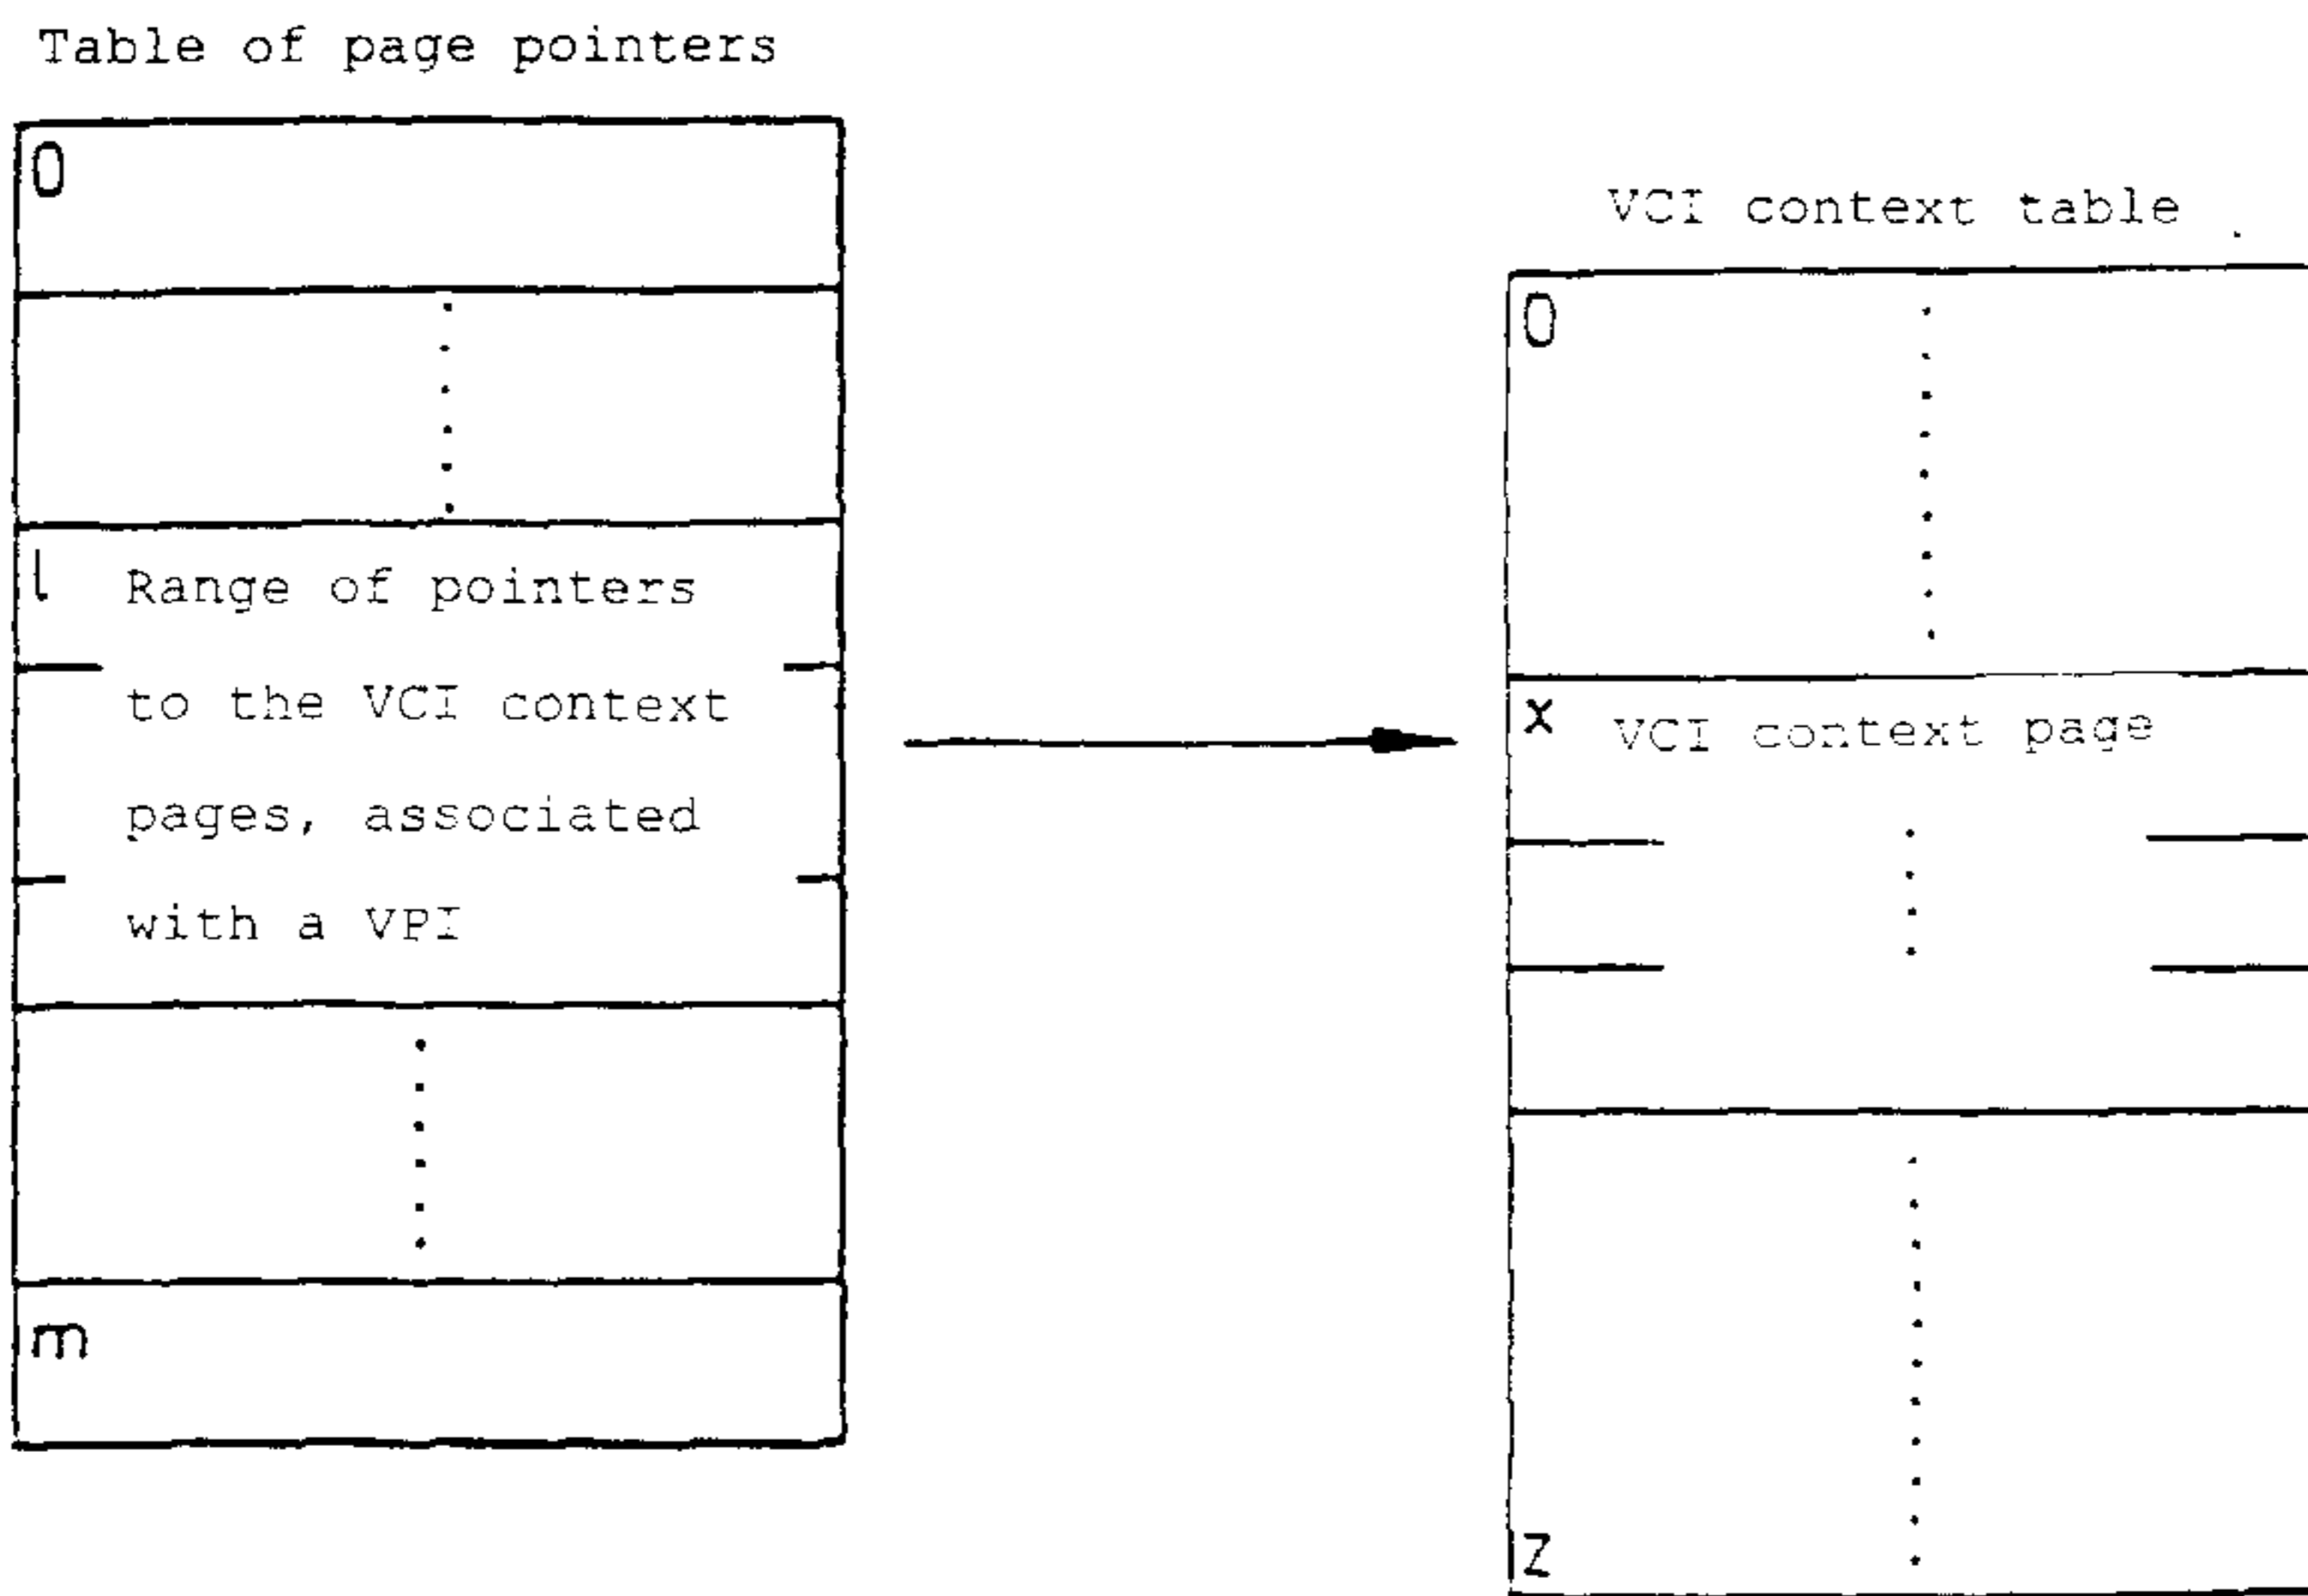 Table of page pointers
0
l Range of pointers
to the VCI context
pages, associated
with a VPI
m
VCI context table
0
x VCI context page
z